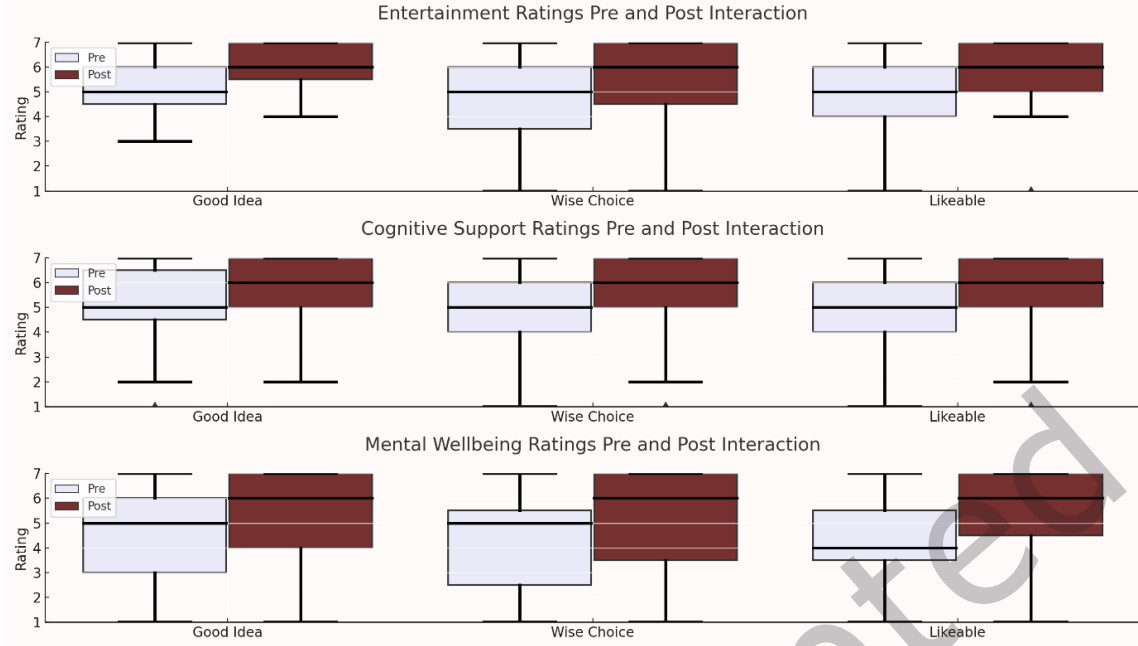 Entertainment Ratings Pre and Post Interaction
7
6
5
4
3
2
1
Rating
Pre
Post
Good Idea
Wise Choice
Likeable
Cognitive Support Ratings Pre and Post Interaction
7
6
5
4
3
2
1
Rating
Pre
Post
Good Idea
Wise Choice
Likeable
Mental Wellbeing Ratings Pre and Post Interaction
7
6
5
4
3
2
1
Rating
Pre
Post
Good Idea
Wise Choice
Likeable
ted